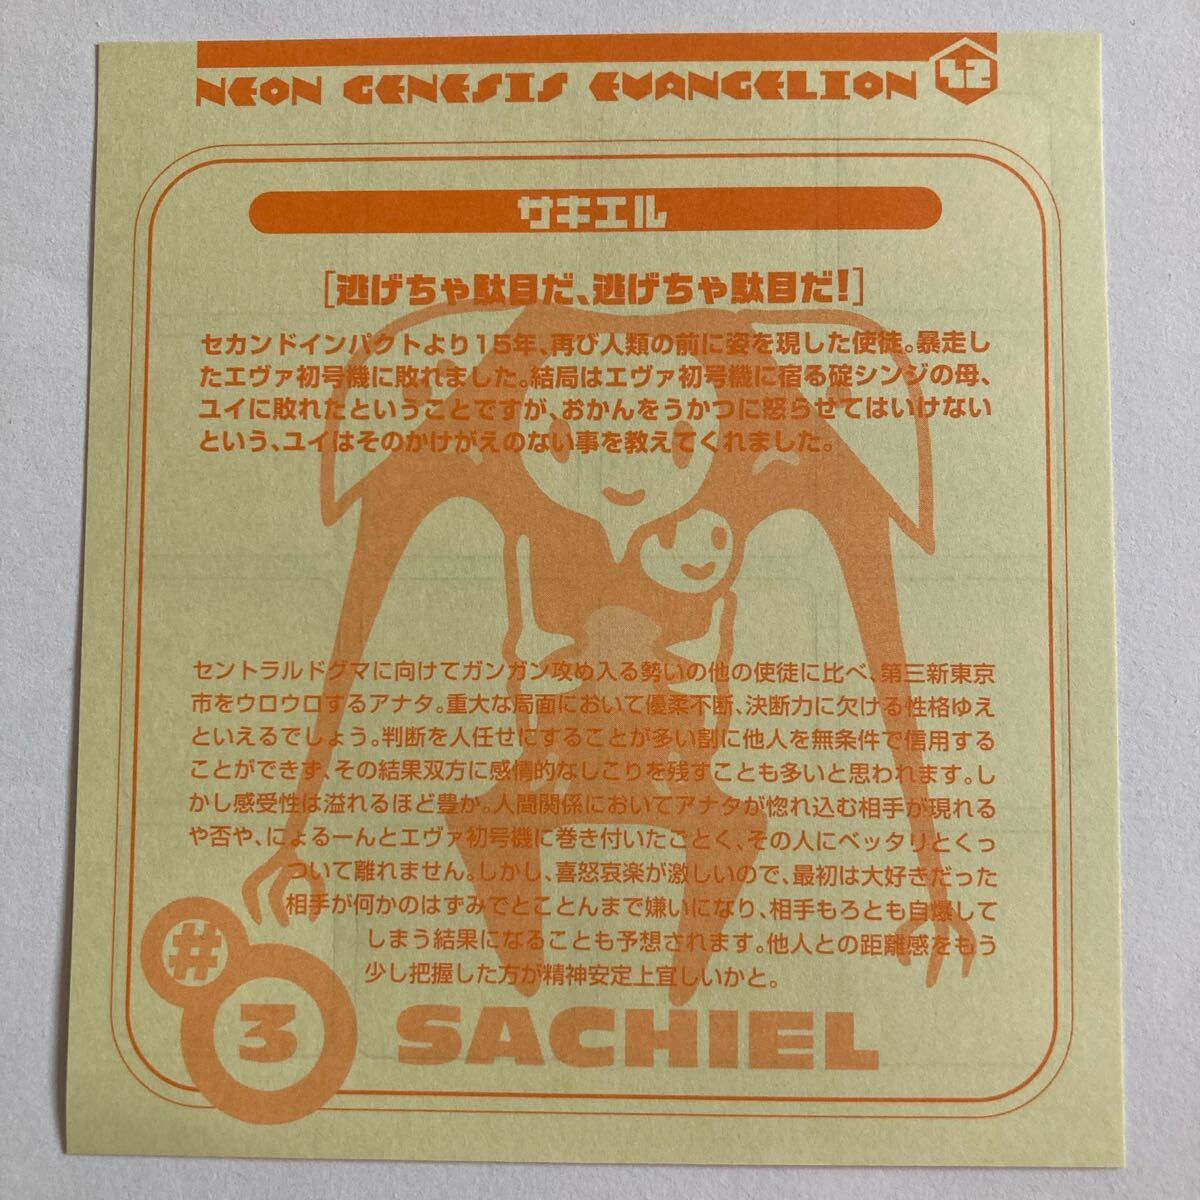 NEON GENESIS EVANGELION 12
サキエル
[逃げちゃ駄目だ、逃げちゃ駄目だ!]
セカンドインパクトより15年、再び人類の前に姿を現した使徒。暴走し
たエヴァ初号機に敗れました。結局はエヴァ初号機に宿る碇シンジの母、
ユイに敗れたということですが、おかんをうかつに怒らせてはいけない
という、ユイはそのかけがえのない事を教えてくれました。
セントラルドグマに向けてガンガン攻め入る勢いの他の使徒に比べ、第三新東京
市をウロウロするアナタ。重大な局面において優柔不断、決断力に欠ける性格ゆえ
といえるでしょう。判断を人任せにすることが多い割に他人を無条件で信用する
ことができず、その結果双方に感情的なしこりを残すことも多いと思われます。し
かし感受性は溢れるほど豊か。人間関係においてアナタが惚れ込む相手が現れる
や否や、にょるーんとエヴァ初号機に巻き付いたごとく、その人にベッタリとくっ
ついて離れません。しかし、喜怒哀楽が激しいので、最初は大好きだった
相手が何かのはずみでとことんまで嫌いになり、相手もろとも自爆して
しまう結果になることも予想されます。他人との距離感をもう
少し把握した方が精神安定上宜しいかと。
#3 SACHIEL